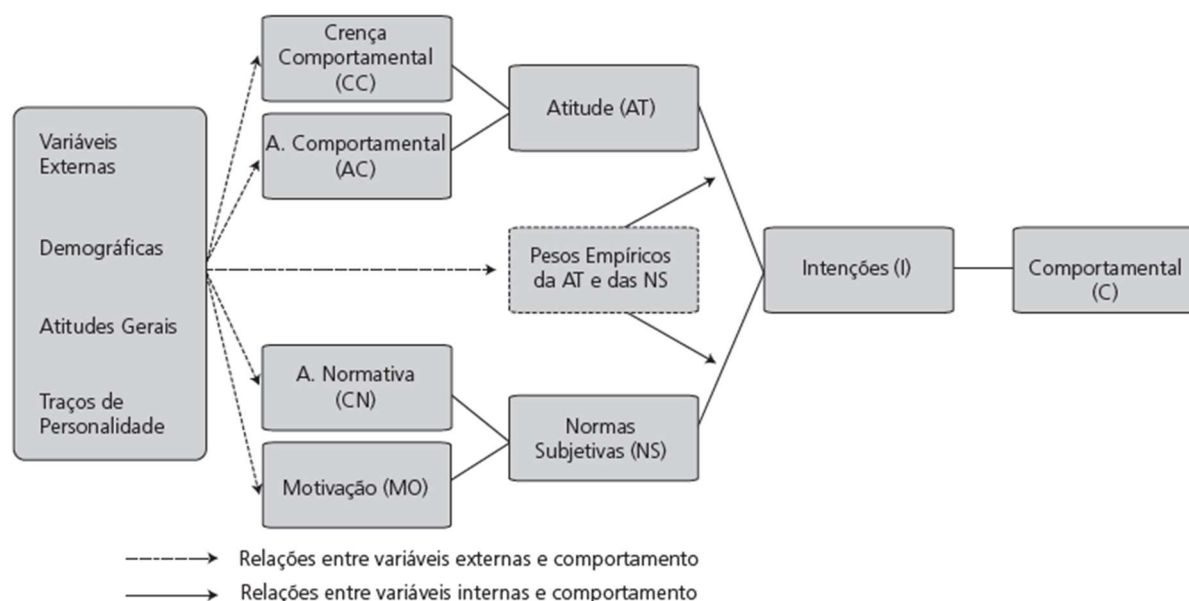 Variáveis
Externas
Demográficas
Atitudes Gerais
Traços de
Personalidade
Crença
Comportamental
(CC)
A. Comportamental
(AC)
A. Normativa
(CN)
Motivação (MO)
Atitude (AT)
Pesos Empíricos
da AT e das NS
Normas
Subjetivas (NS)
Intenções (I)
Comportamental
(C)
Relações entre variáveis externas e comportamento
Relações entre variáveis internas e comportamento